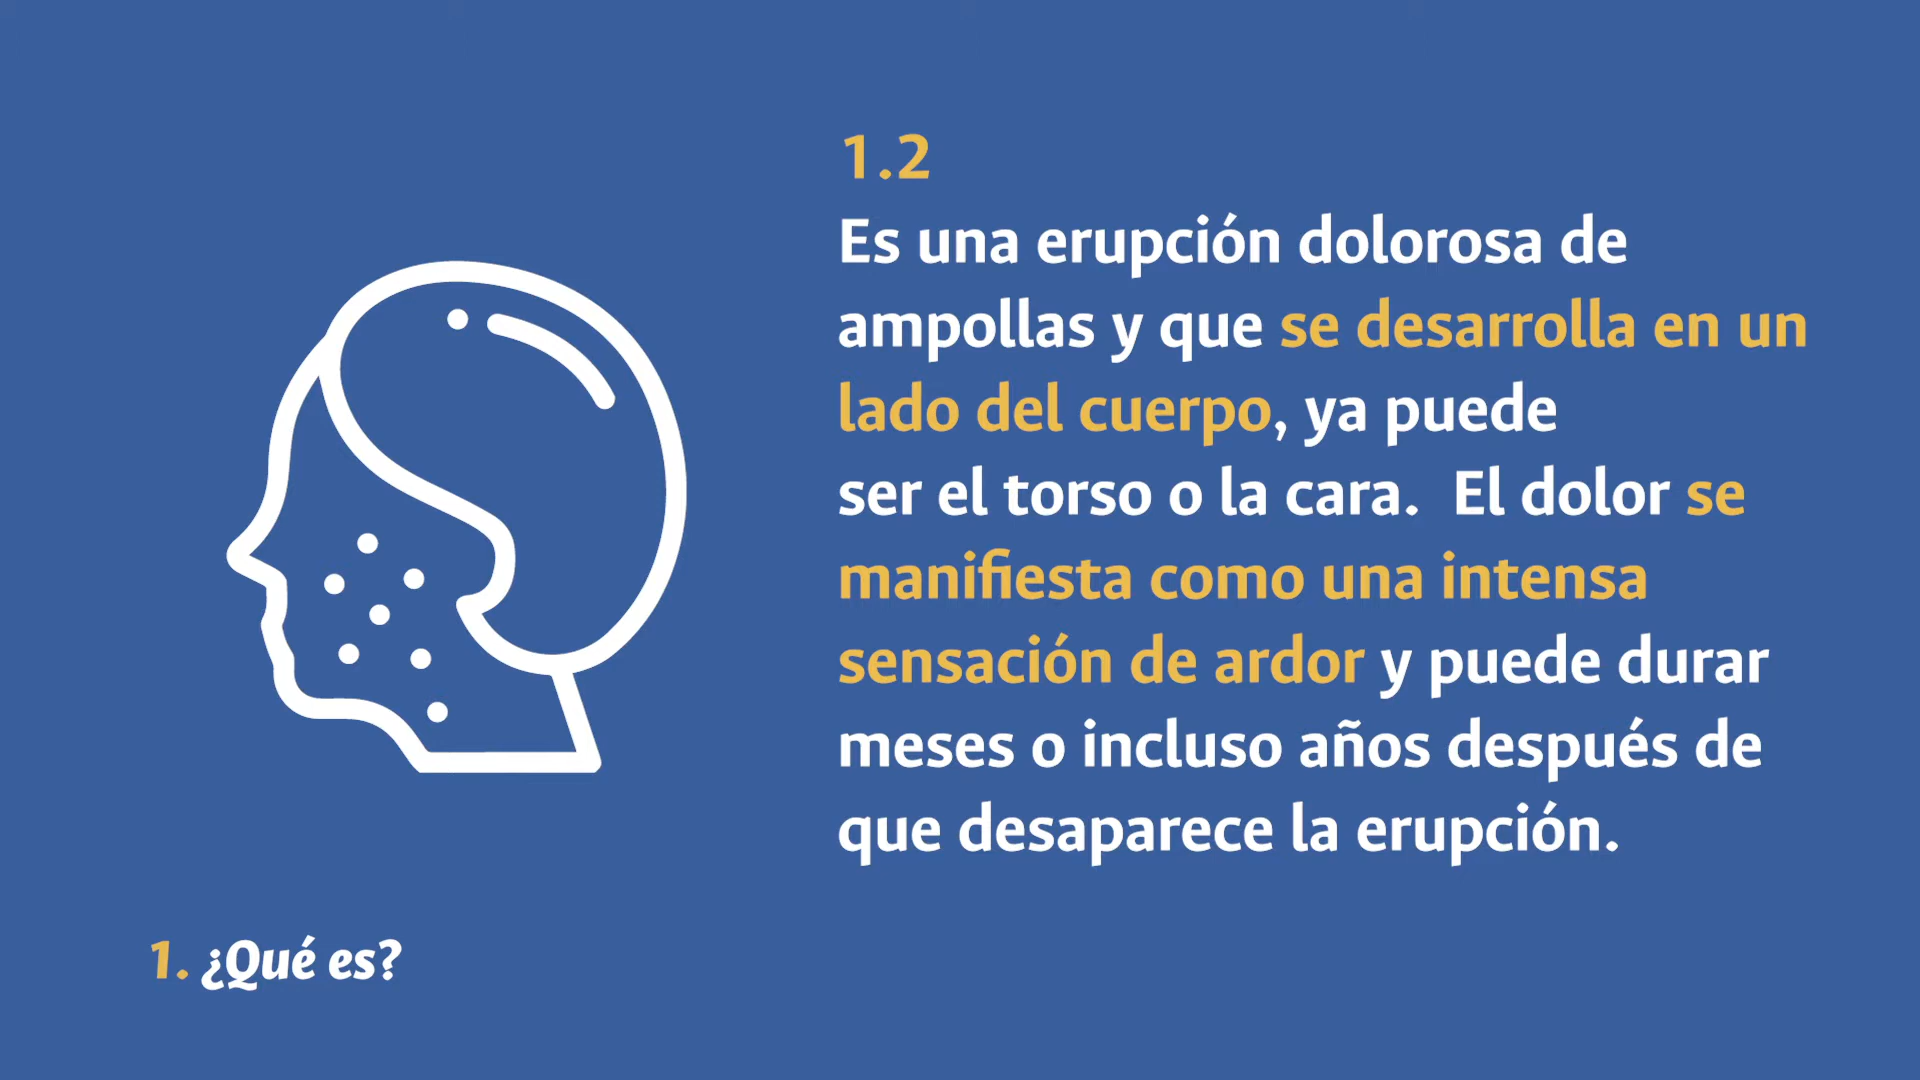 1.2
Es una erupción dolorosa de
ampollas y que se desarrolla en un
lado del cuerpo, ya puede
ser el torso o la cara. El dolor se
manifiesta como una intensa
sensación de ardor y puede durar
meses o incluso años después de
que desaparece la erupción.
1. ¿Qué es?